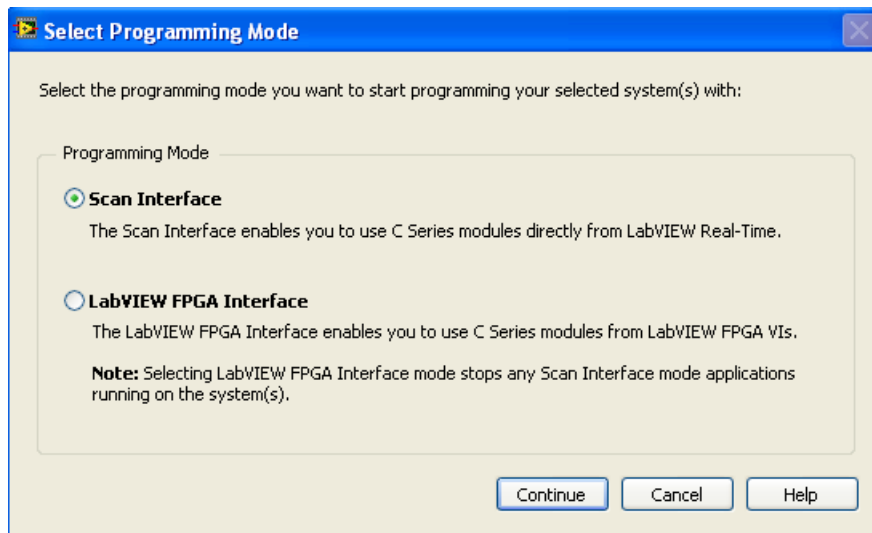 Select Programming Mode
Select the programming mode you want to start programming your selected system(s) with:
Programming Mode
Scan Interface
The Scan Interface enables you to use C Series modules directly from LabVIEW Real-Time.
LabVIEW FPGA Interface
The LabVIEW FPGA Interface enables you to use C Series modules from LabVIEW FPGA VIs.
Note: Selecting LabVIEW FPGA Interface mode stops any Scan Interface mode applications
running on the system(s).
Continue Cancel Help